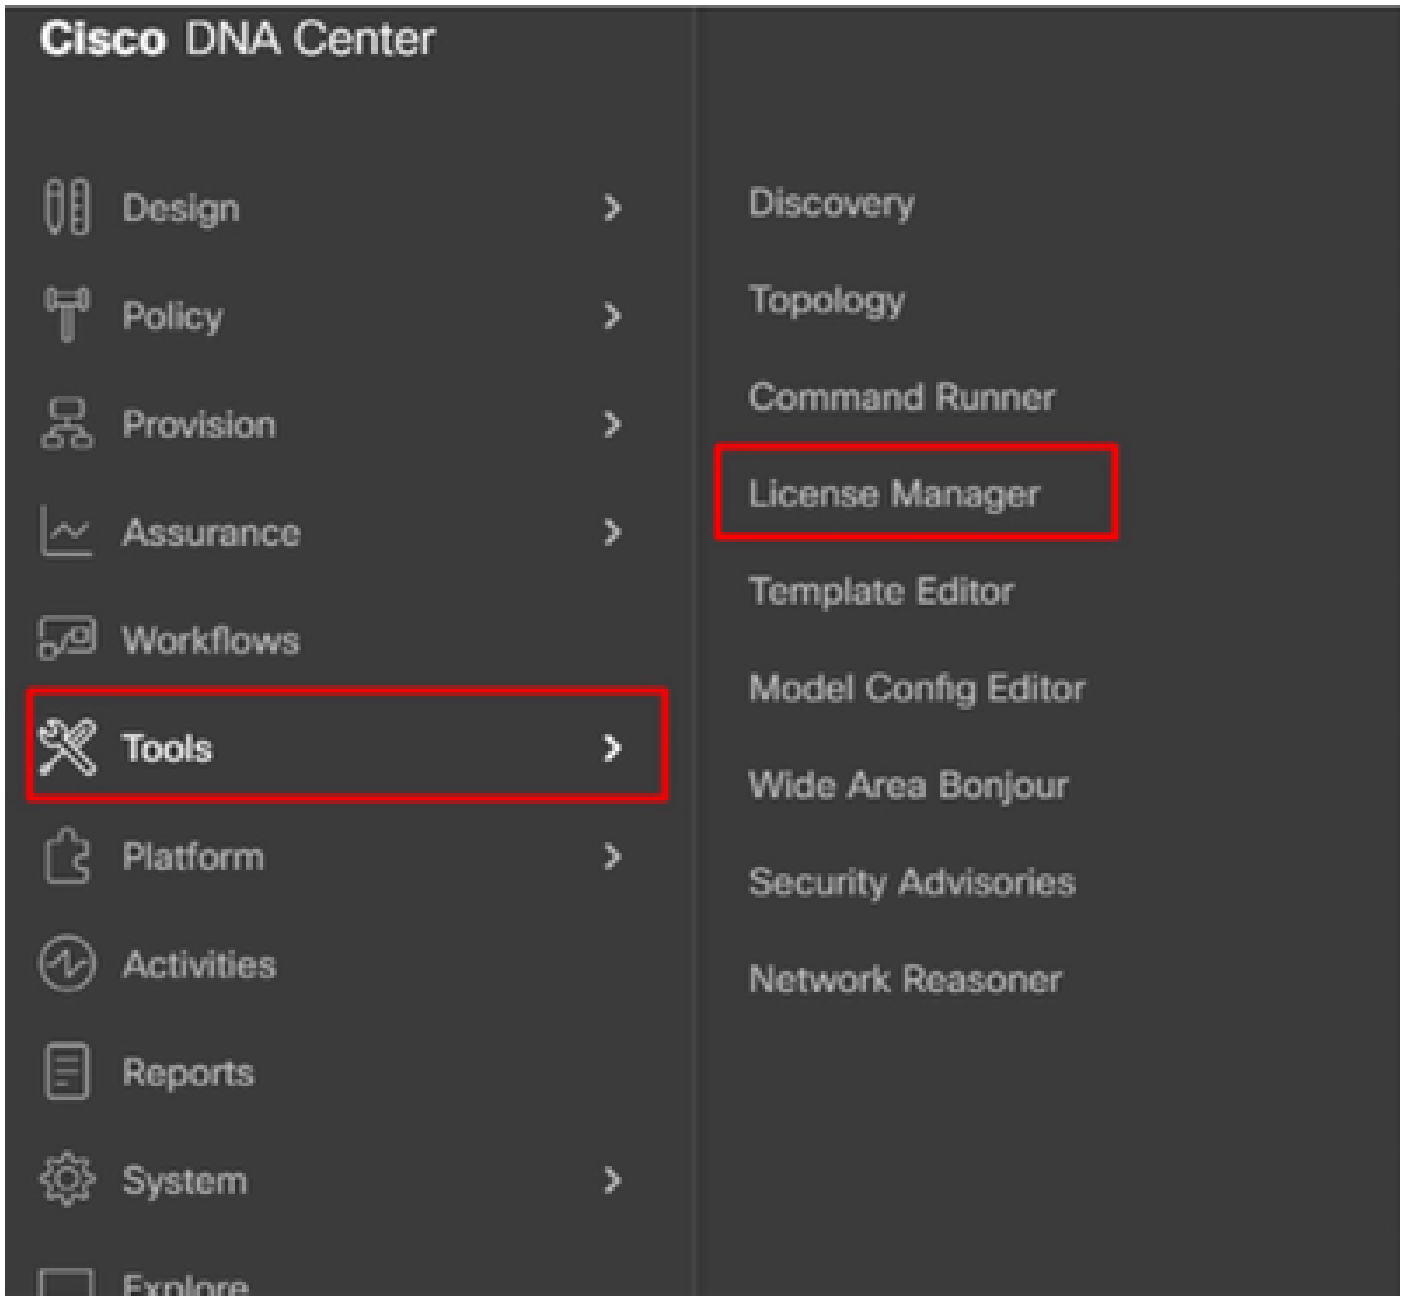 Cisco DNA Center
Design
Policy
Provision
Assurance
Workflows
Tools
Platform
Activities
Reports
System
Explore
Discovery
Topology
Command Runner
License Manager
Template Editor
Model Config Editor
Wide Area Bonjour
Security Advisories
Network Reasoner